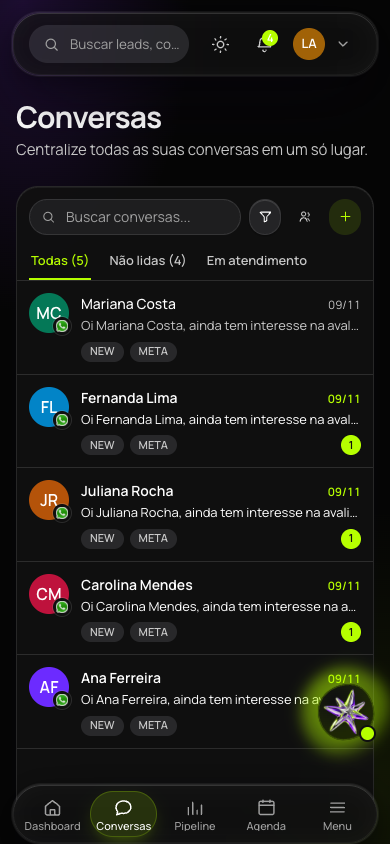 Buscar leads, co...
4
LA
Conversas
Centralize todas as suas conversas em um só lugar.
Buscar conversas...
Todas (5) Não lidas (4) Em atendimento
MC
Mariana Costa 09/11
Oi Mariana Costa, ainda tem interesse na aval...
NEW META
FL
Fernanda Lima 09/11
Oi Fernanda Lima, ainda tem interesse na aval...
NEW META 1
JR
Juliana Rocha 09/11
Oi Juliana Rocha, ainda tem interesse na avali...
NEW META 1
CM
Carolina Mendes 09/11
Oi Carolina Mendes, ainda tem interesse na a...
NEW META 1
AF
Ana Ferreira 09/11
Oi Ana Ferreira, ainda tem interesse na
NEW META
Dashboard Conversas Pipeline Agenda Menu